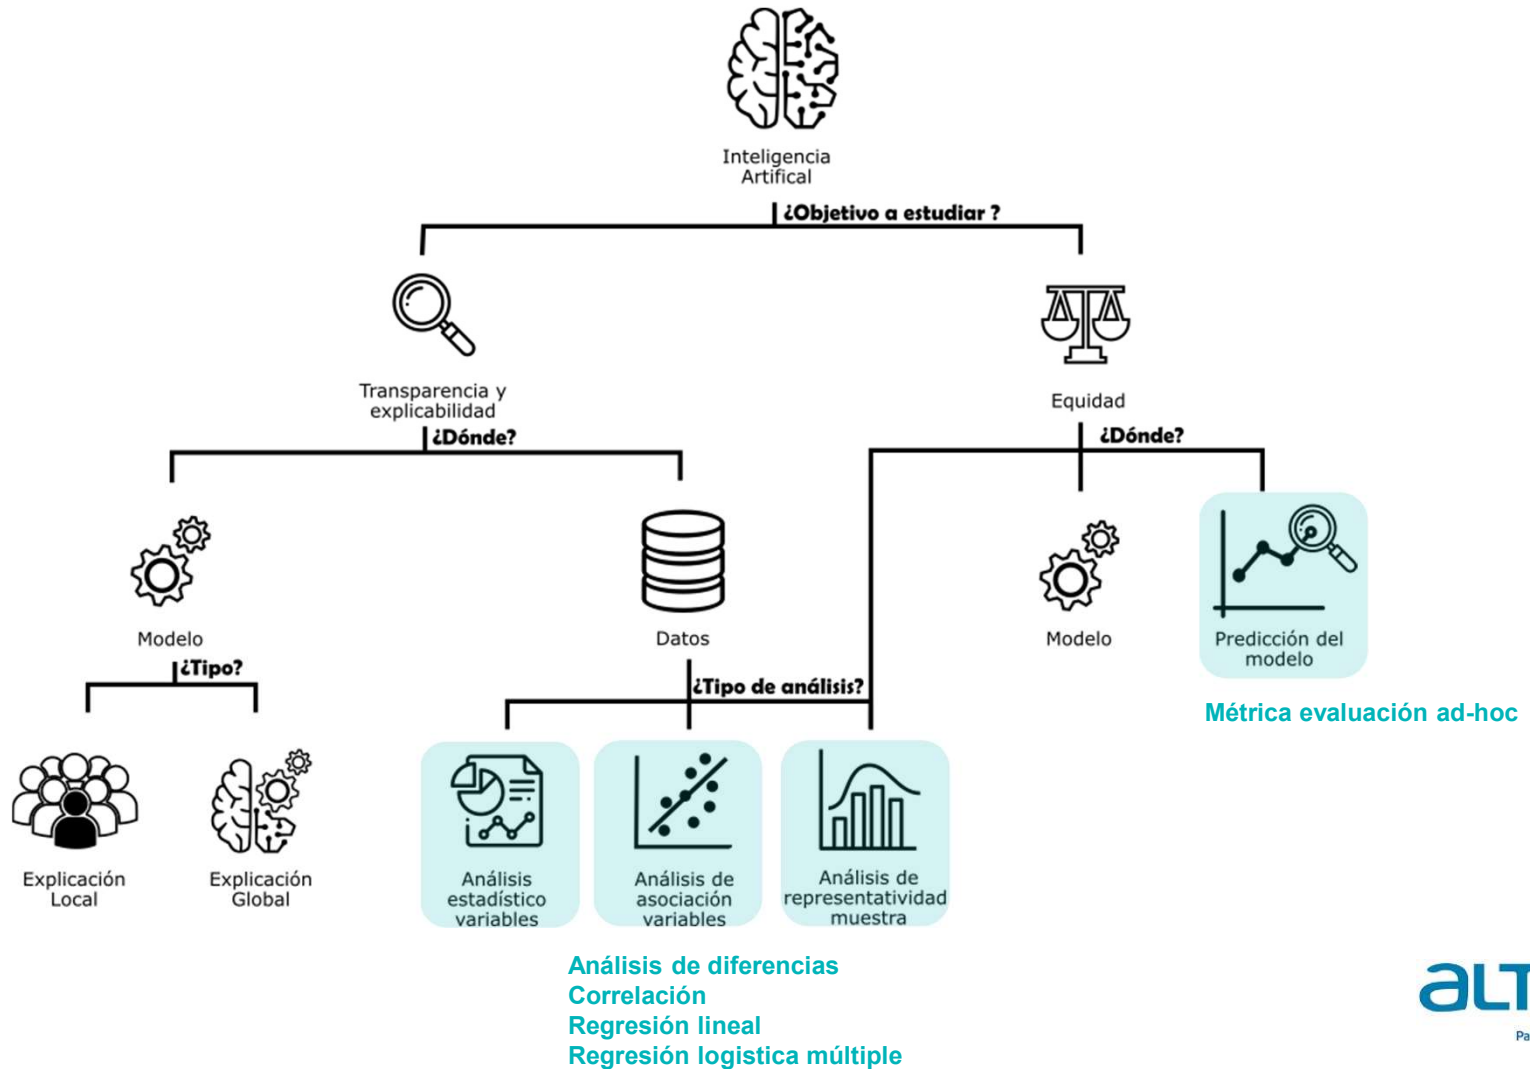 Inteligencia
Artifical
¿Objetivo a estudiar ?
Transparencia y
explicabilidad
Equidad
¿Dónde?
¿Dónde?
Modelo
Datos
Modelo
Predicción del
modelo
¿Tipo?
¿Tipo de análisis?
Métrica evaluación ad-hoc
Explicación
Local
Explicación
Global
Análisis
estadístico
variables
Análisis de
asociación
variables
Análisis de
representatividad
muestra
Análisis de diferencias
Correlación
Regresión lineal
Regresión logistica múltiple